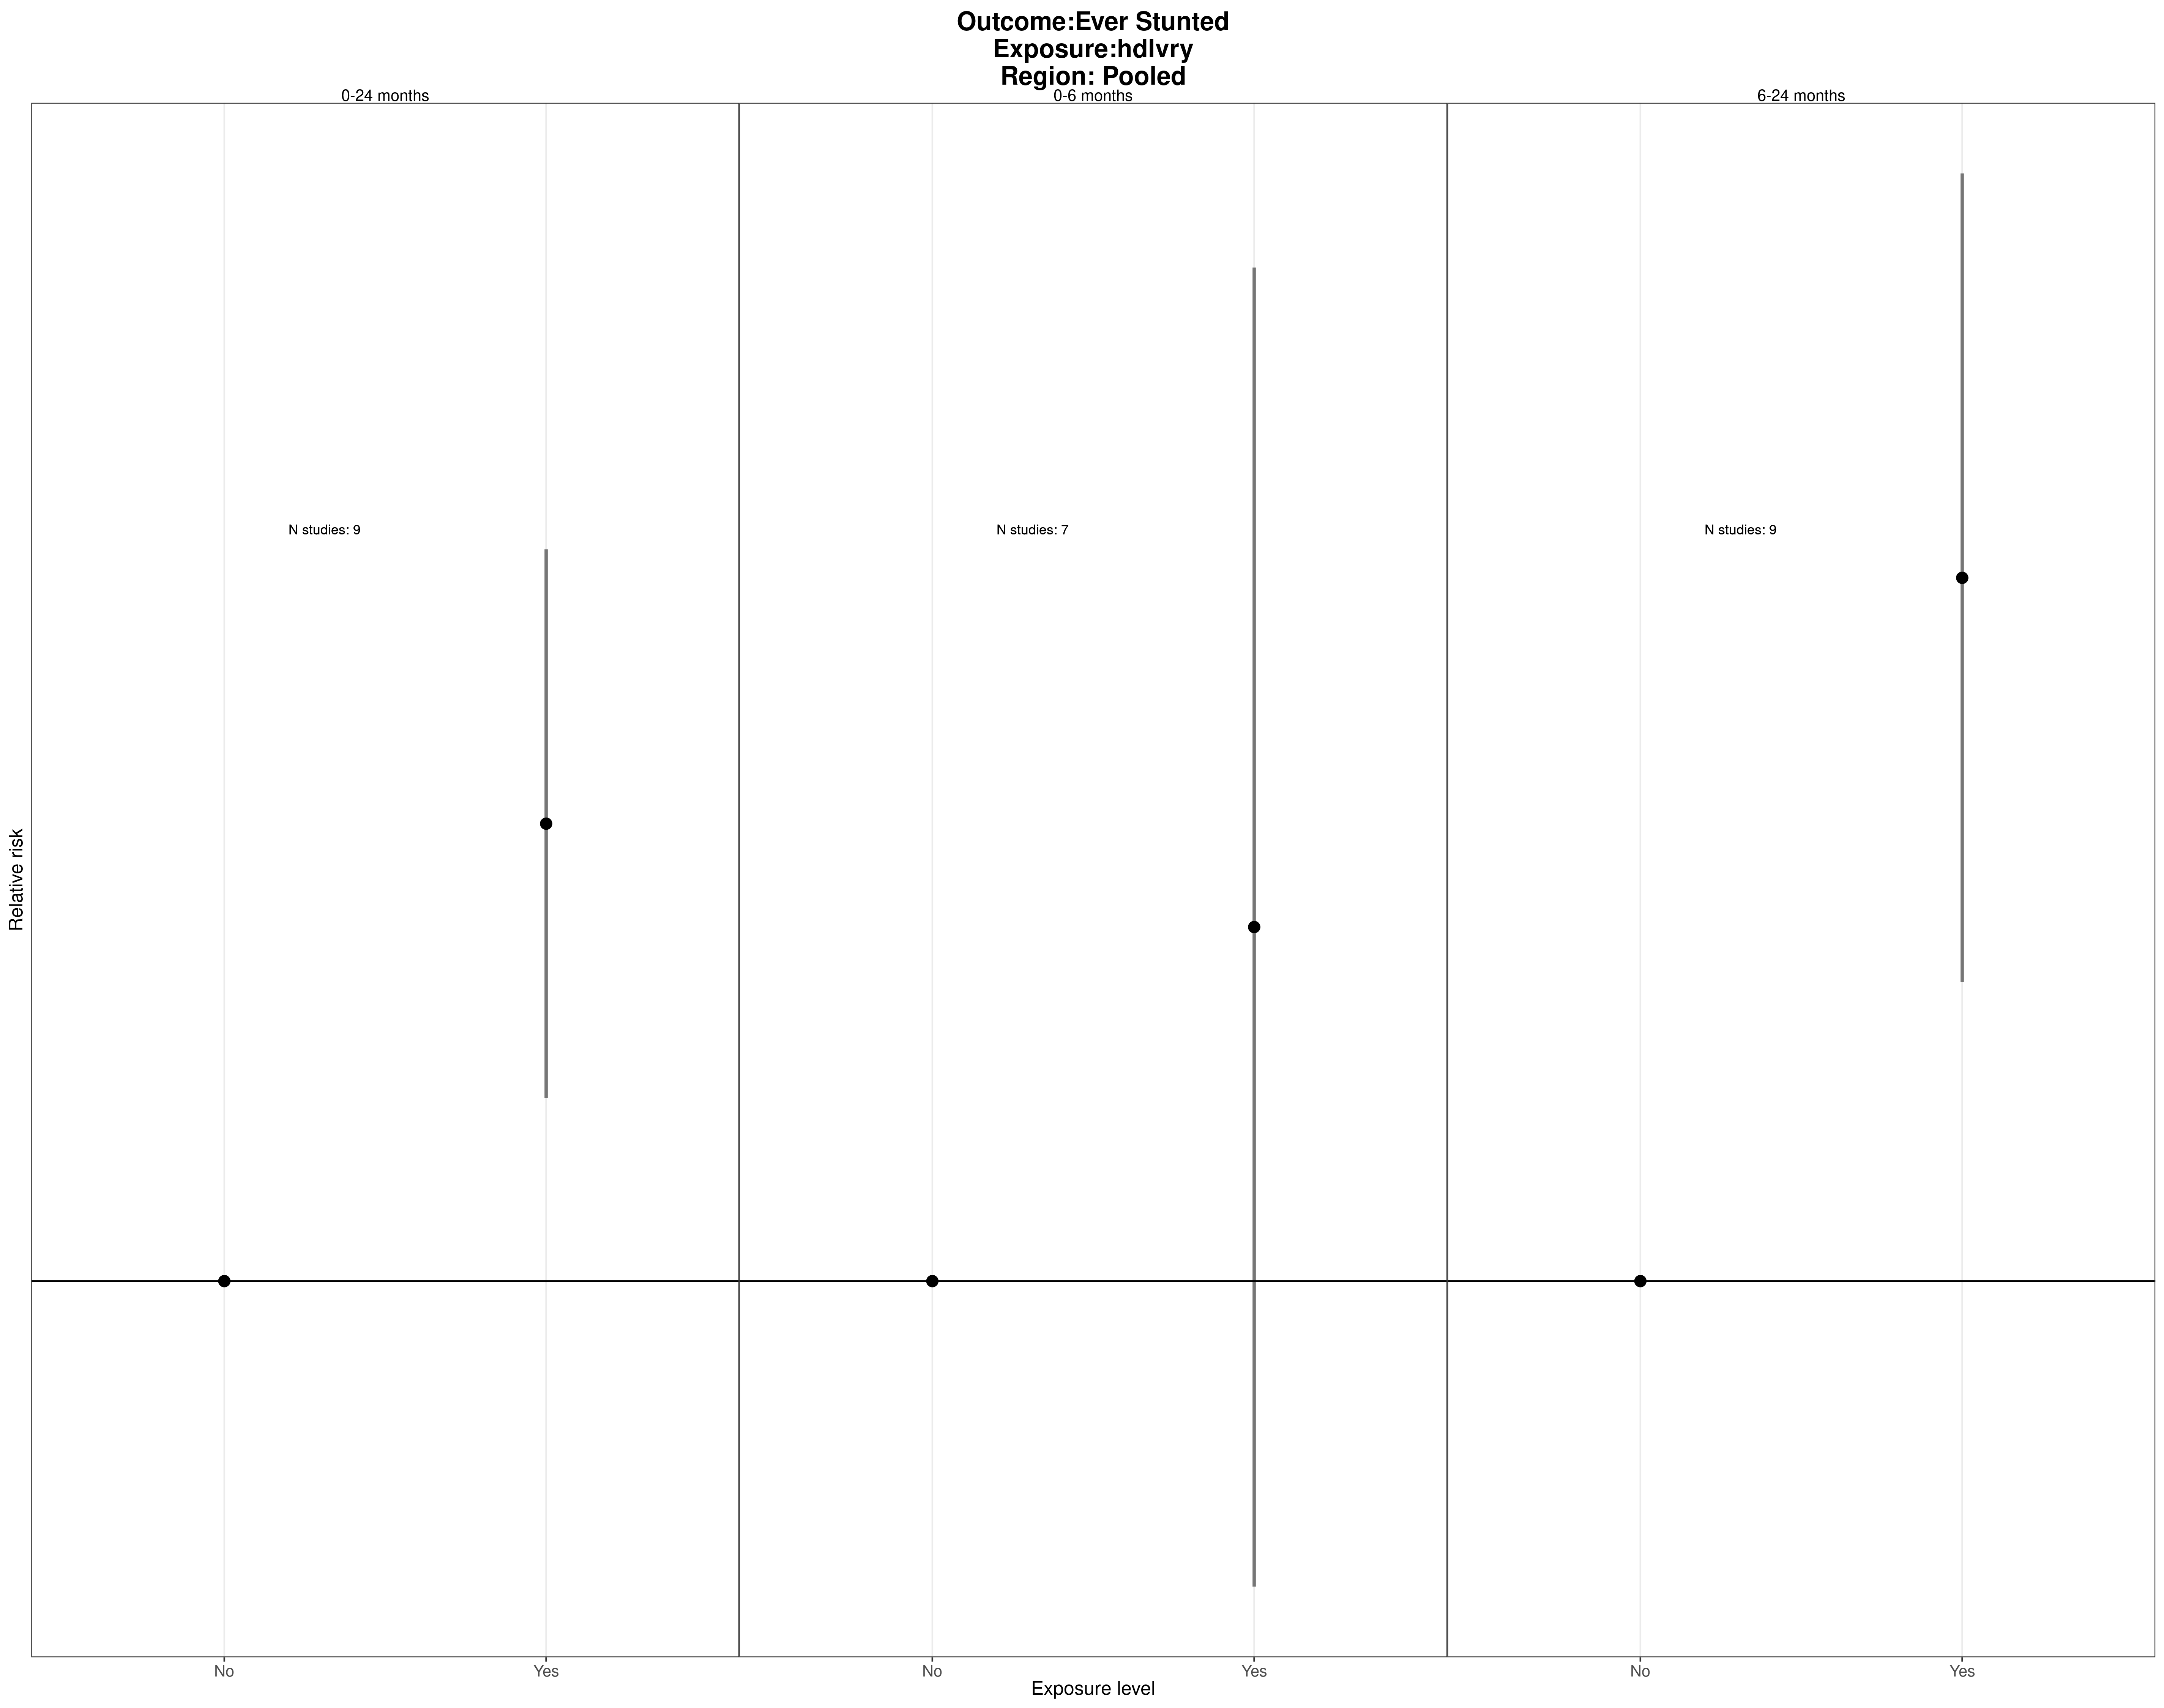 Outcome:Ever Stunted
Exposure:hdlvry
Region: Pooled
0-24 months
0-6 months
6-24 months
N studies: 9
N studies: 7
N studies: 9
Relative risk
No
Yes
No
Yes
No
Yes
Exposure level